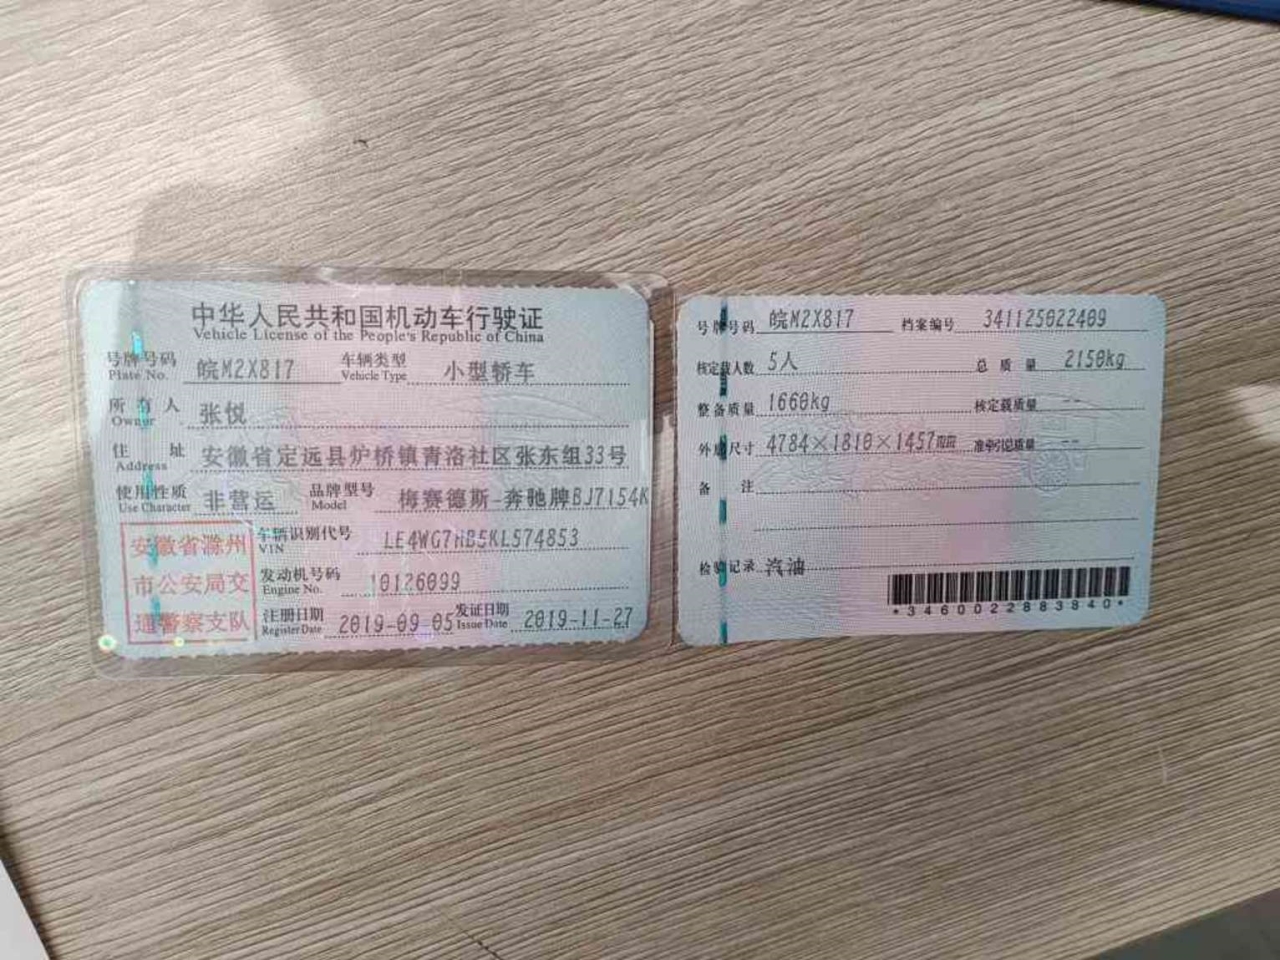 中华人民共和国机动车行驶证
Vehicle License of the People's Republic of China
号牌号码 皖M2X817 车辆类型 小型轿车
Plate No. Vehicle Type
所有人 张悦
Owner
住址 安徽省定远县炉桥镇青洛社区张东组33号
Address
使用性质 非营运 品牌型号 梅赛德斯-奔驰牌BJ7154K
Use Character Model
安徽省滁州
市公安局交
通警察支队
车辆识别代号 LE4WG7HB5KL574853
VIN
发动机号码 10126099
Engine No.
注册日期 2019-09-05 发证日期 2019-11-27
Register Date Issue Date
号牌号码 皖M2X817 档案编号 341125022409
核定载人数 5人 总质量 2150kg
整备质量 1660kg 核定载质量 --
外廓尺寸 4784×1810×1457mm 准牵引总质量 --
备注
检验记录 汽油
*3460022883840*